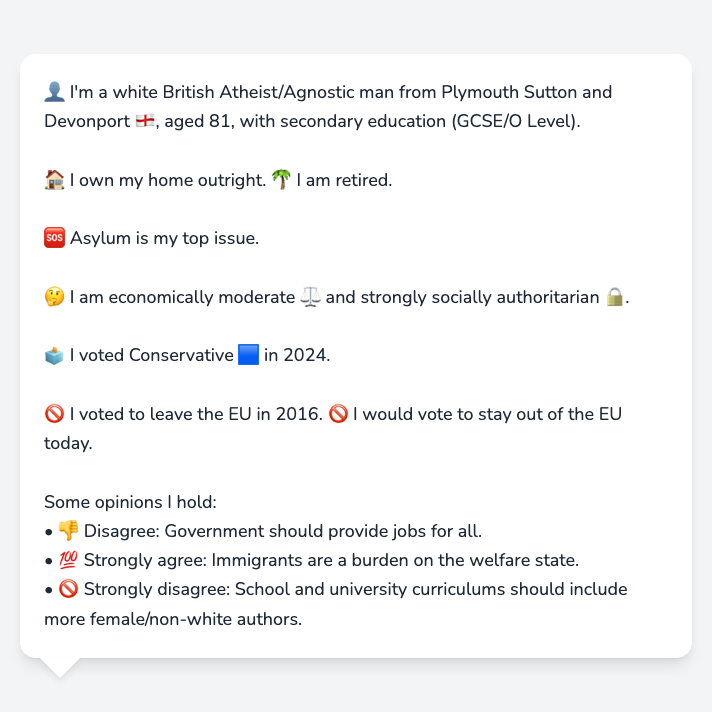 👤 I'm a white British Atheist/Agnostic man from Plymouth Sutton and
Devonport 🏴󠁧󠁢󠁥󠁮󠁧󠁿, aged 81, with secondary education (GCSE/O Level).
🏠 I own my home outright. 🌴 I am retired.
🆘 Asylum is my top issue.
🤔 I am economically moderate ⚖️ and strongly socially authoritarian 🔒.
🗳️ I voted Conservative 🟦 in 2024.
🚫 I voted to leave the EU in 2016. 🚫 I would vote to stay out of the EU
today.
Some opinions I hold:
• 👎 Disagree: Government should provide jobs for all.
• 💯 Strongly agree: Immigrants are a burden on the welfare state.
• 🚫 Strongly disagree: School and university curriculums should include
more female/non-white authors.